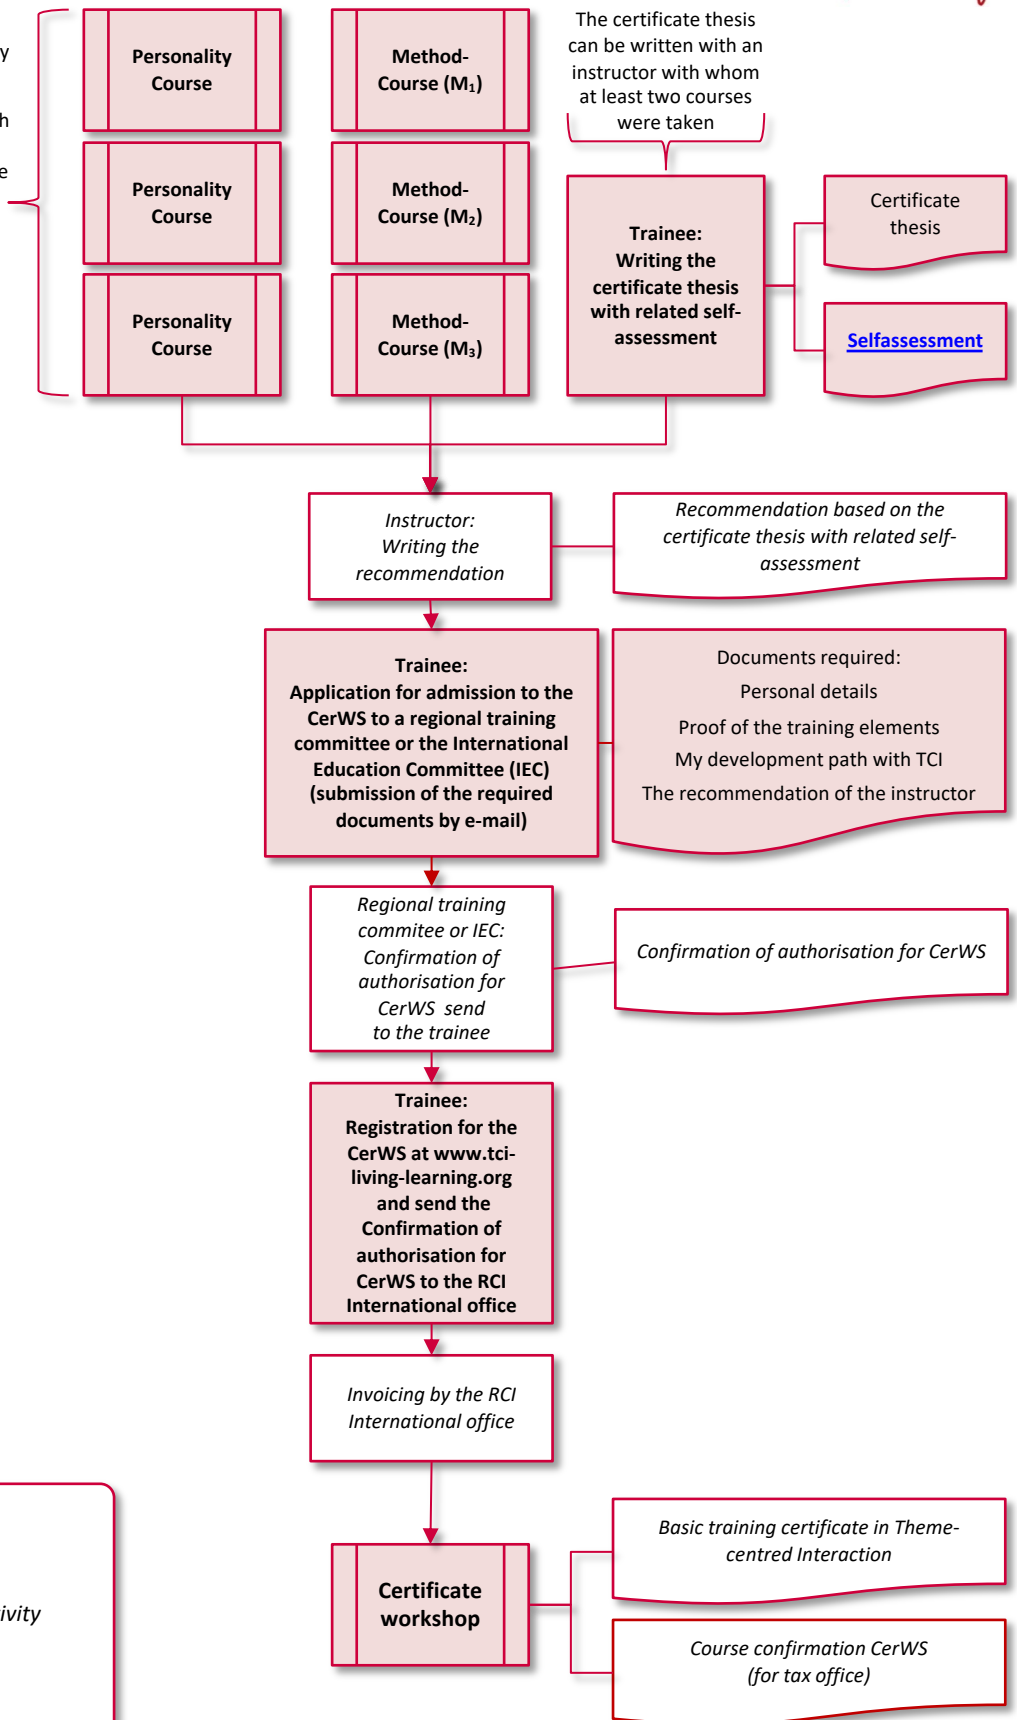 The certificate thesis
can be written with an
instructor with whom
at least two courses
were taken
Personality
Course
Method-
Course (M₁)
Personality
Course
Method-
Course (M₂)
Personality
Course
Method-
Course (M₃)
Trainee:
Writing the
certificate thesis
with related self-
assessment
Certificate
thesis
Selfassessment
Instructor:
Writing the
recommendation
Recommendation based on the
certificate thesis with related self-
assessment
Trainee:
Application for admission to the
CerWS to a regional training
committee or the International
Education Committee (IEC)
(submission of the required
documents by e-mail)
Documents required:
Personal details
Proof of the training elements
My development path with TCI
The recommendation of the instructor
Regional training
commitee or IEC:
Confirmation of
authorisation for
CerWS send
to the trainee
Confirmation of authorisation for CerWS
Trainee:
Registration for the
CerWS at www.tci-
living-learning.org
and send the
Confirmation of
authorisation for
CerWS to the RCI
International office
Invoicing by the RCI
International office
Certificate
workshop
Basic training certificate in Theme-
centred Interaction
Course confirmation CerWS
(for tax office)